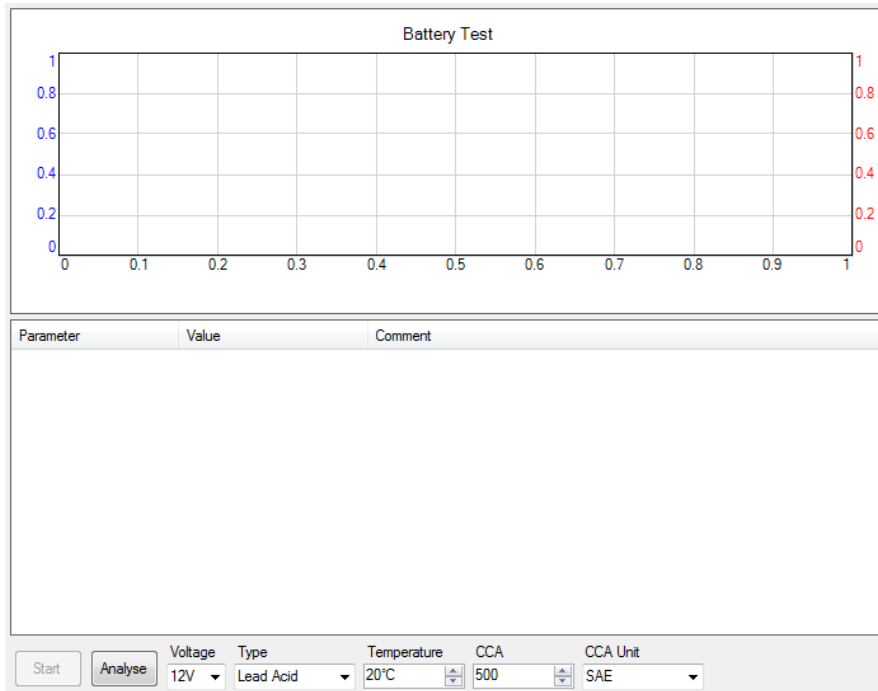 Battery Test
1 1
0.8 0.8
0.6 0.6
0.4 0.4
0.2 0.2
0 0
0 0.1 0.2 0.3 0.4 0.5 0.6 0.7 0.8 0.9 1
Parameter Value Comment
Voltage Type Temperature CCA CCA Unit
Start Analyse 12V Lead Acid 20°C 500 SAE